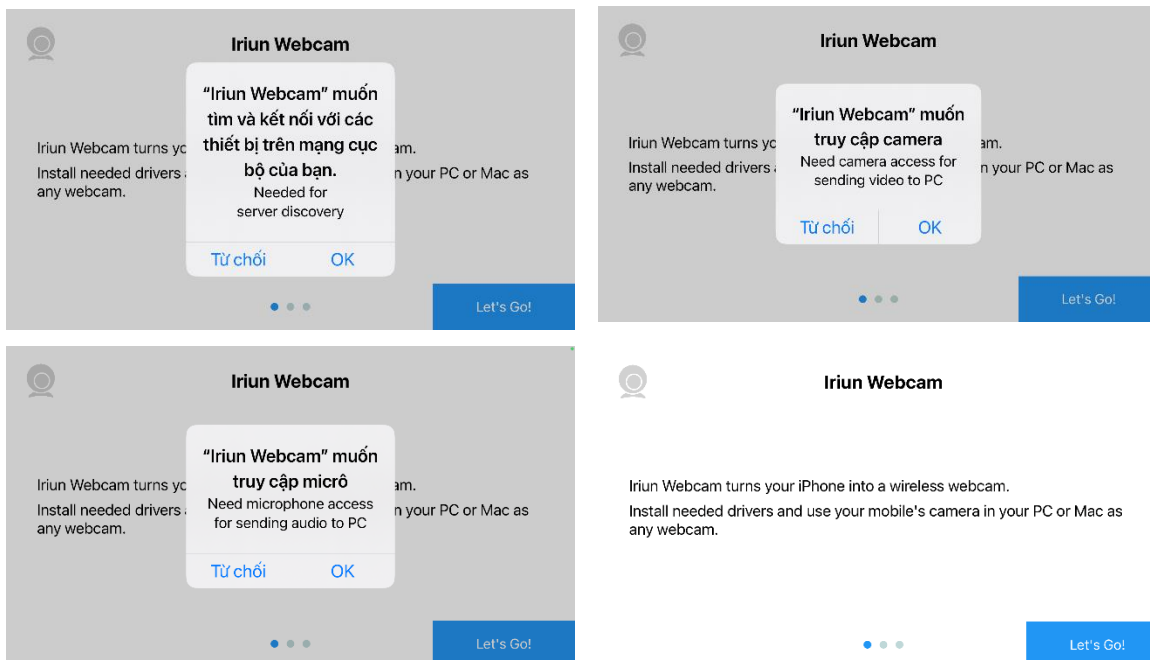 Iriun Webcam
"Iriun Webcam" muốn
tìm và kết nối với các
thiết bị trên mạng cục
bộ của bạn.
Needed for
server discovery
Từ chối OK
Iriun Webcam turns yo am.
Install needed drivers n your PC or Mac as
any webcam.
Let's Go!
Iriun Webcam
"Iriun Webcam" muốn
truy cập camera
Need camera access for
sending video to PC
Từ chối OK
Iriun Webcam turns yo am.
Install needed drivers n your PC or Mac as
any webcam.
Let's Go!
Iriun Webcam
"Iriun Webcam" muốn
truy cập micrô
Need microphone access
for sending audio to PC
Từ chối OK
Iriun Webcam turns yo am.
Install needed drivers n your PC or Mac as
any webcam.
Let's Go!
Iriun Webcam
Iriun Webcam turns your iPhone into a wireless webcam.
Install needed drivers and use your mobile's camera in your PC or Mac as
any webcam.
Let's Go!